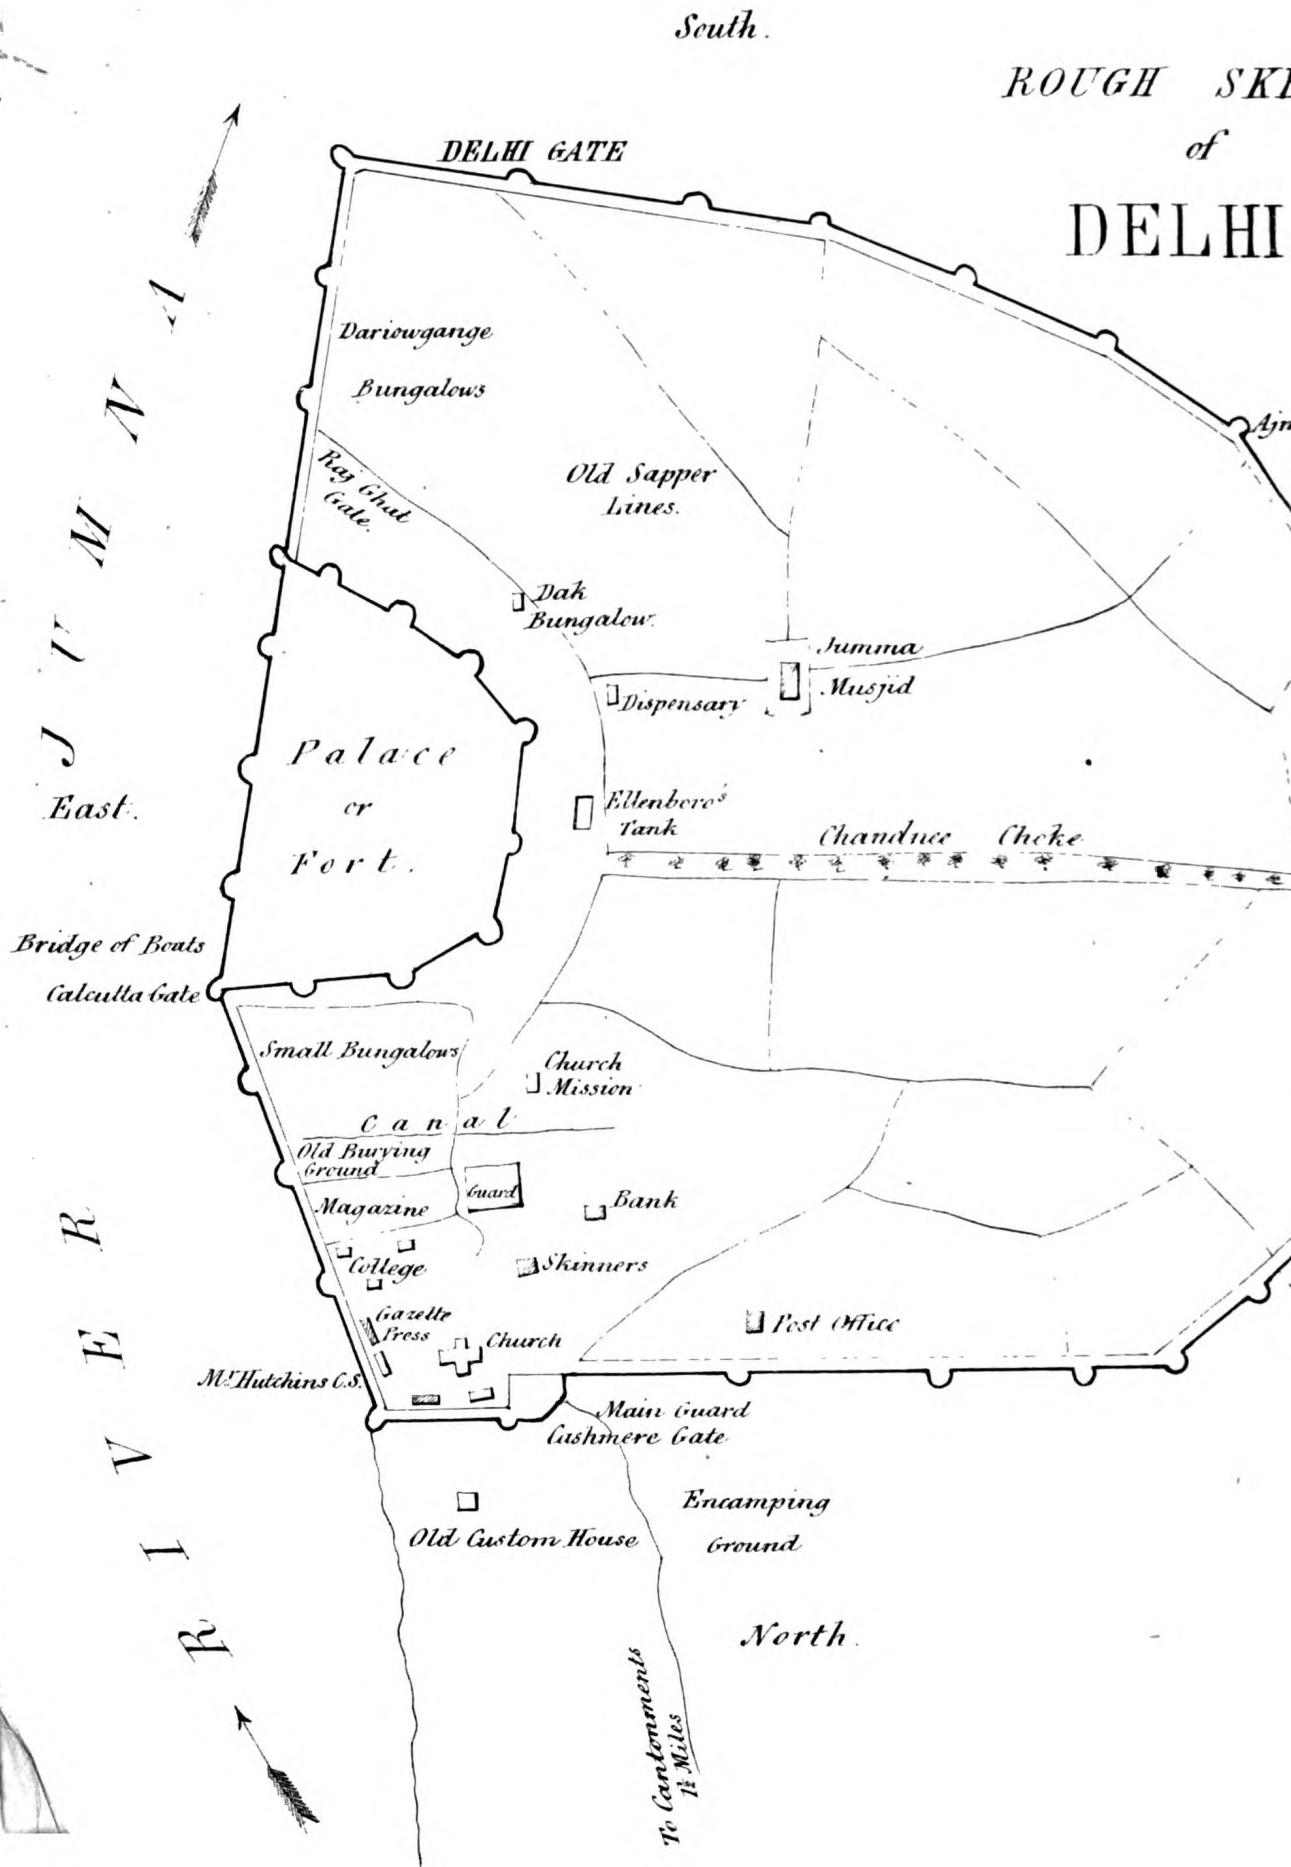 South.
ROUGH
of
DELHI
DELHI GATE
JUMNA
Dariowgange
Bungalows
Raj Ghat
Gate.
Old Sapper
Lines.
Dak
Bungalow.
Jumma
Musjid
Dispensary
Palace
or
Fort.
East.
Ellenboro's
Tank
Chandnee Choke
Bridge of Boats
Calcutta Gate
Small Bungalows
Church
Mission
Canal
Old Burying
Ground
Guard
Magazine
Bank
College
Skinners
Gazette
Press
Church
Post Office
Mr. Hutchins C.S.
Main Guard
Cashmere Gate
RIVER
Old Custom House
Encamping
Ground
North.
To Cantonments
1½ Miles